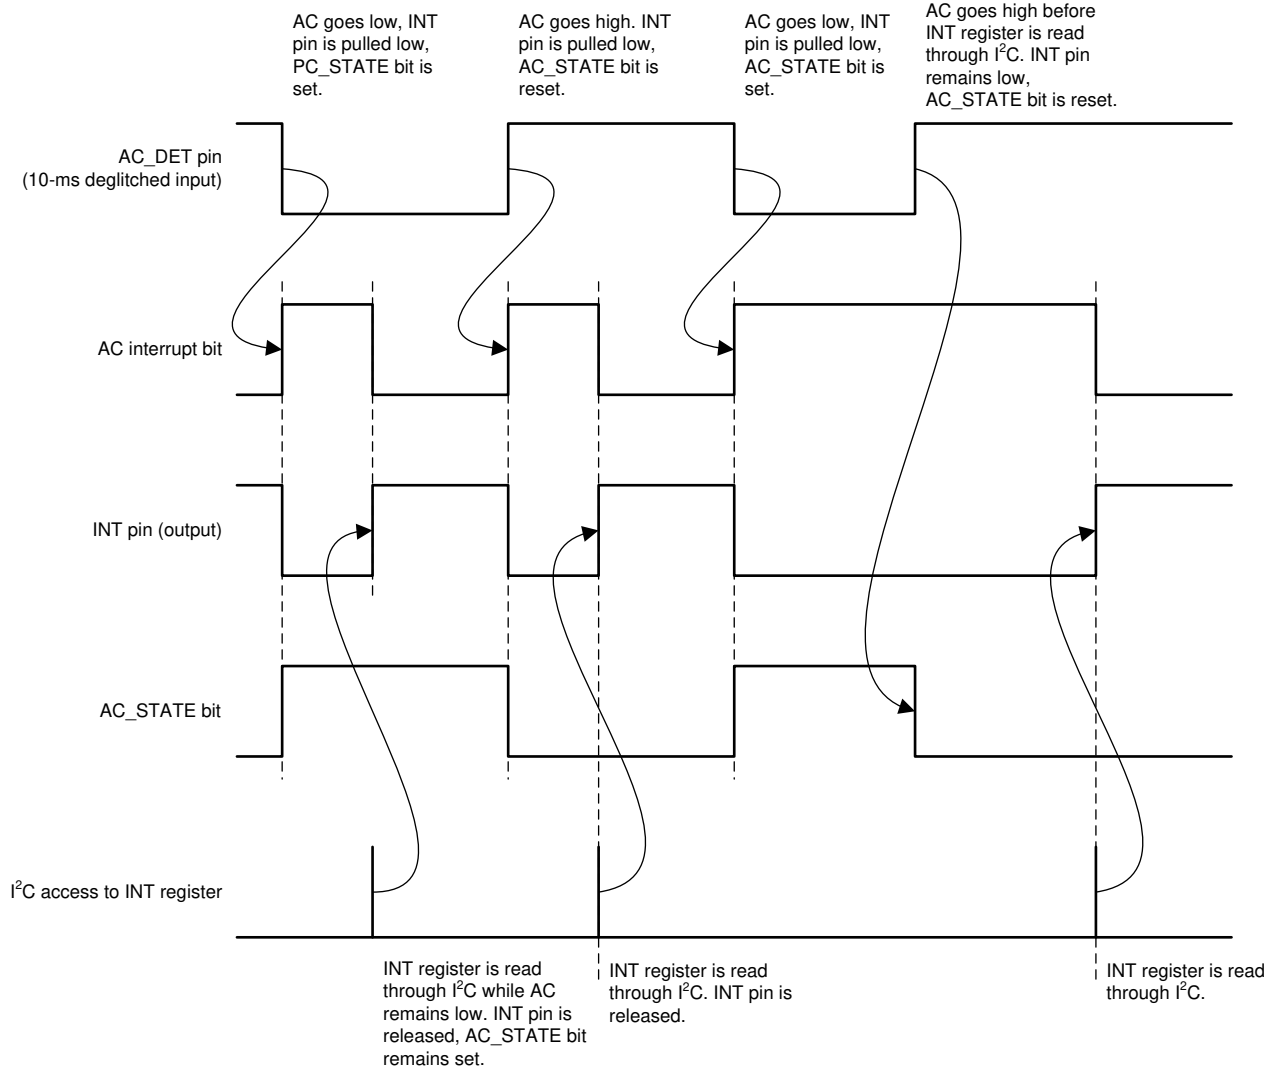 AC goes low, INT
pin is pulled low,
PC_STATE bit is
set.
AC goes high. INT
pin is pulled low,
AC_STATE bit is
reset.
AC goes low, INT
pin is pulled low,
AC_STATE bit is
set.
AC goes high before
INT register is read
through I²C. INT pin
remains low,
AC_STATE bit is reset.
AC_DET pin
(10-ms deglitched input)
AC interrupt bit
INT pin (output)
AC_STATE bit
I²C access to INT register
INT register is read
through I²C while AC
remains low. INT pin is
released, AC_STATE bit
remains set.
INT register is read
through I²C. INT pin is
released.
INT register is read
through I²C.